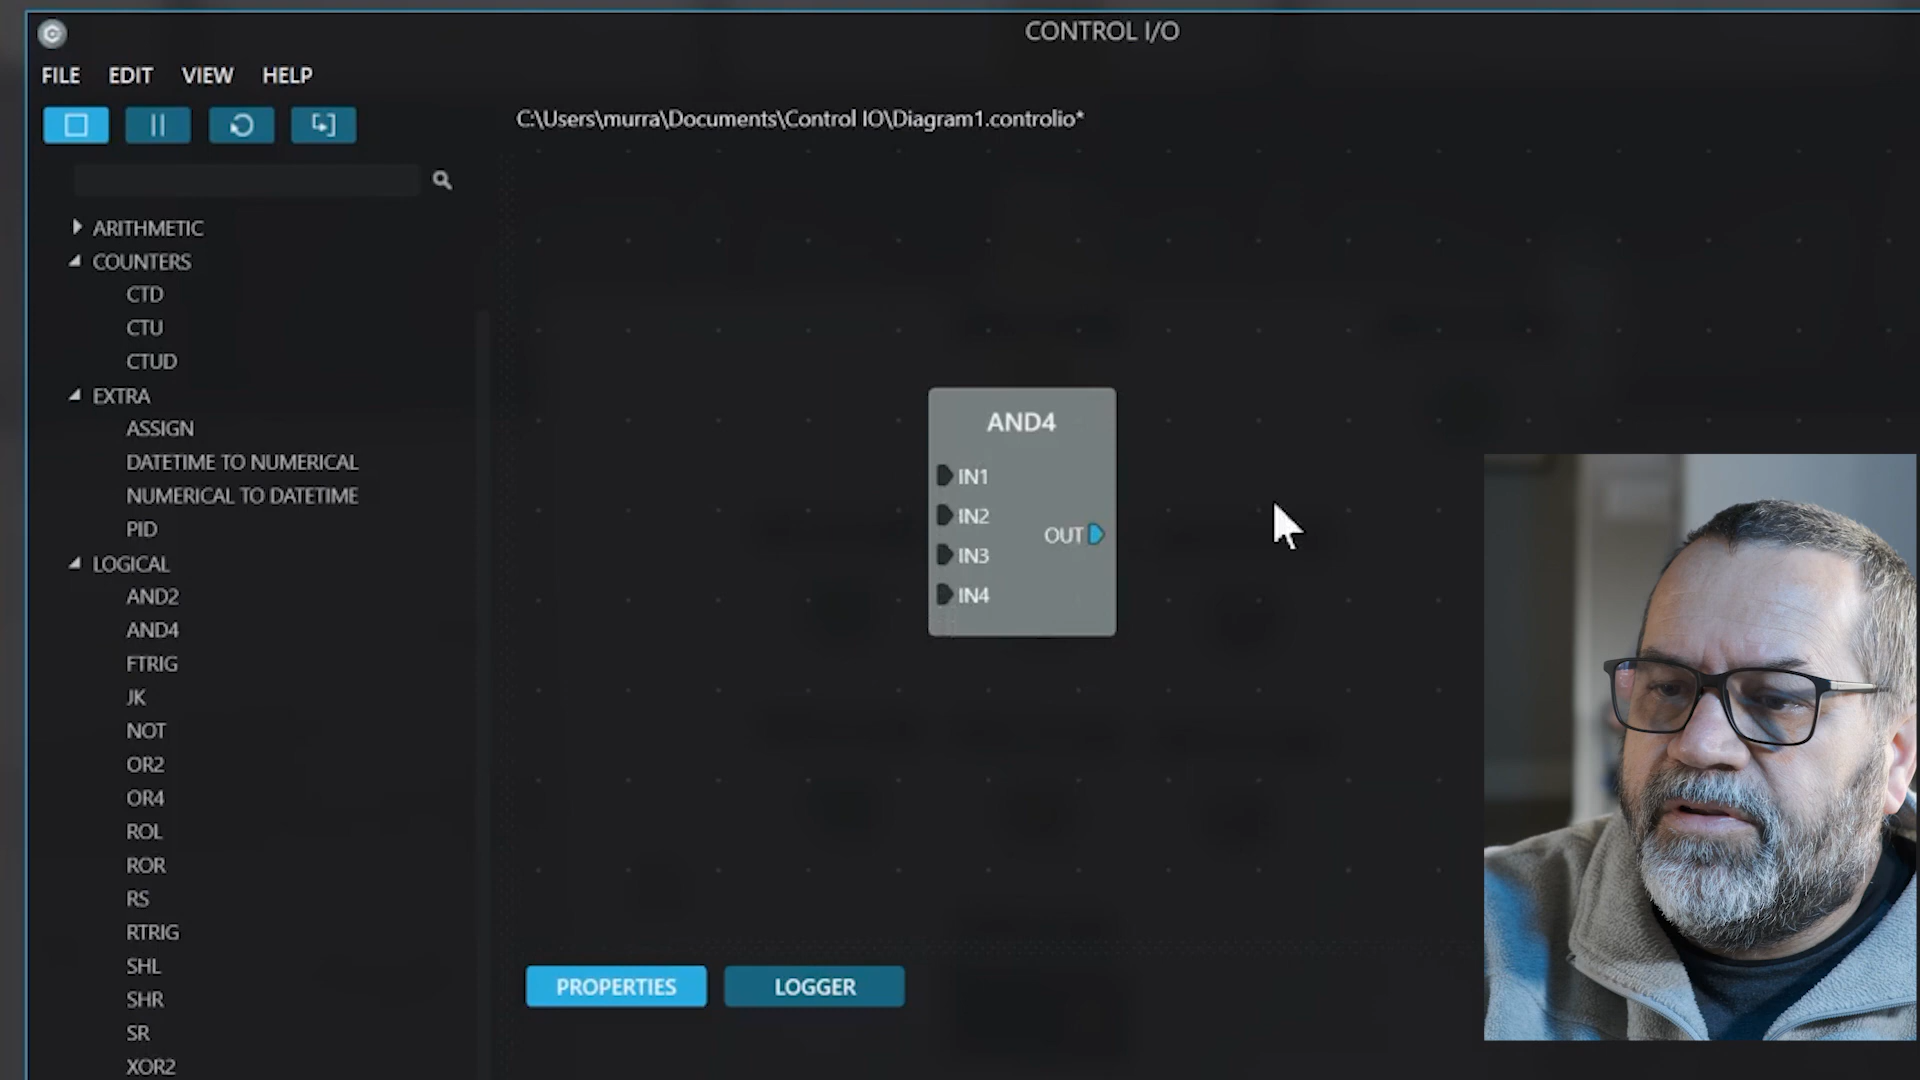 CONTROL I/O
FILE EDIT VIEW HELP
C:\Users\murra\Documents\Control IO\Diagram1.controlio*
ARITHMETIC
COUNTERS
CTD
CTU
CTUD
EXTRA
ASSIGN
DATETIME TO NUMERICAL
NUMERICAL TO DATETIME
PID
LOGICAL
AND2
AND4
FTRIG
JK
NOT
OR2
OR4
ROL
ROR
RS
RTRIG
SHL
SHR
SR
XOR2
AND4
IN1
IN2
OUT
IN3
IN4
PROPERTIES
LOGGER